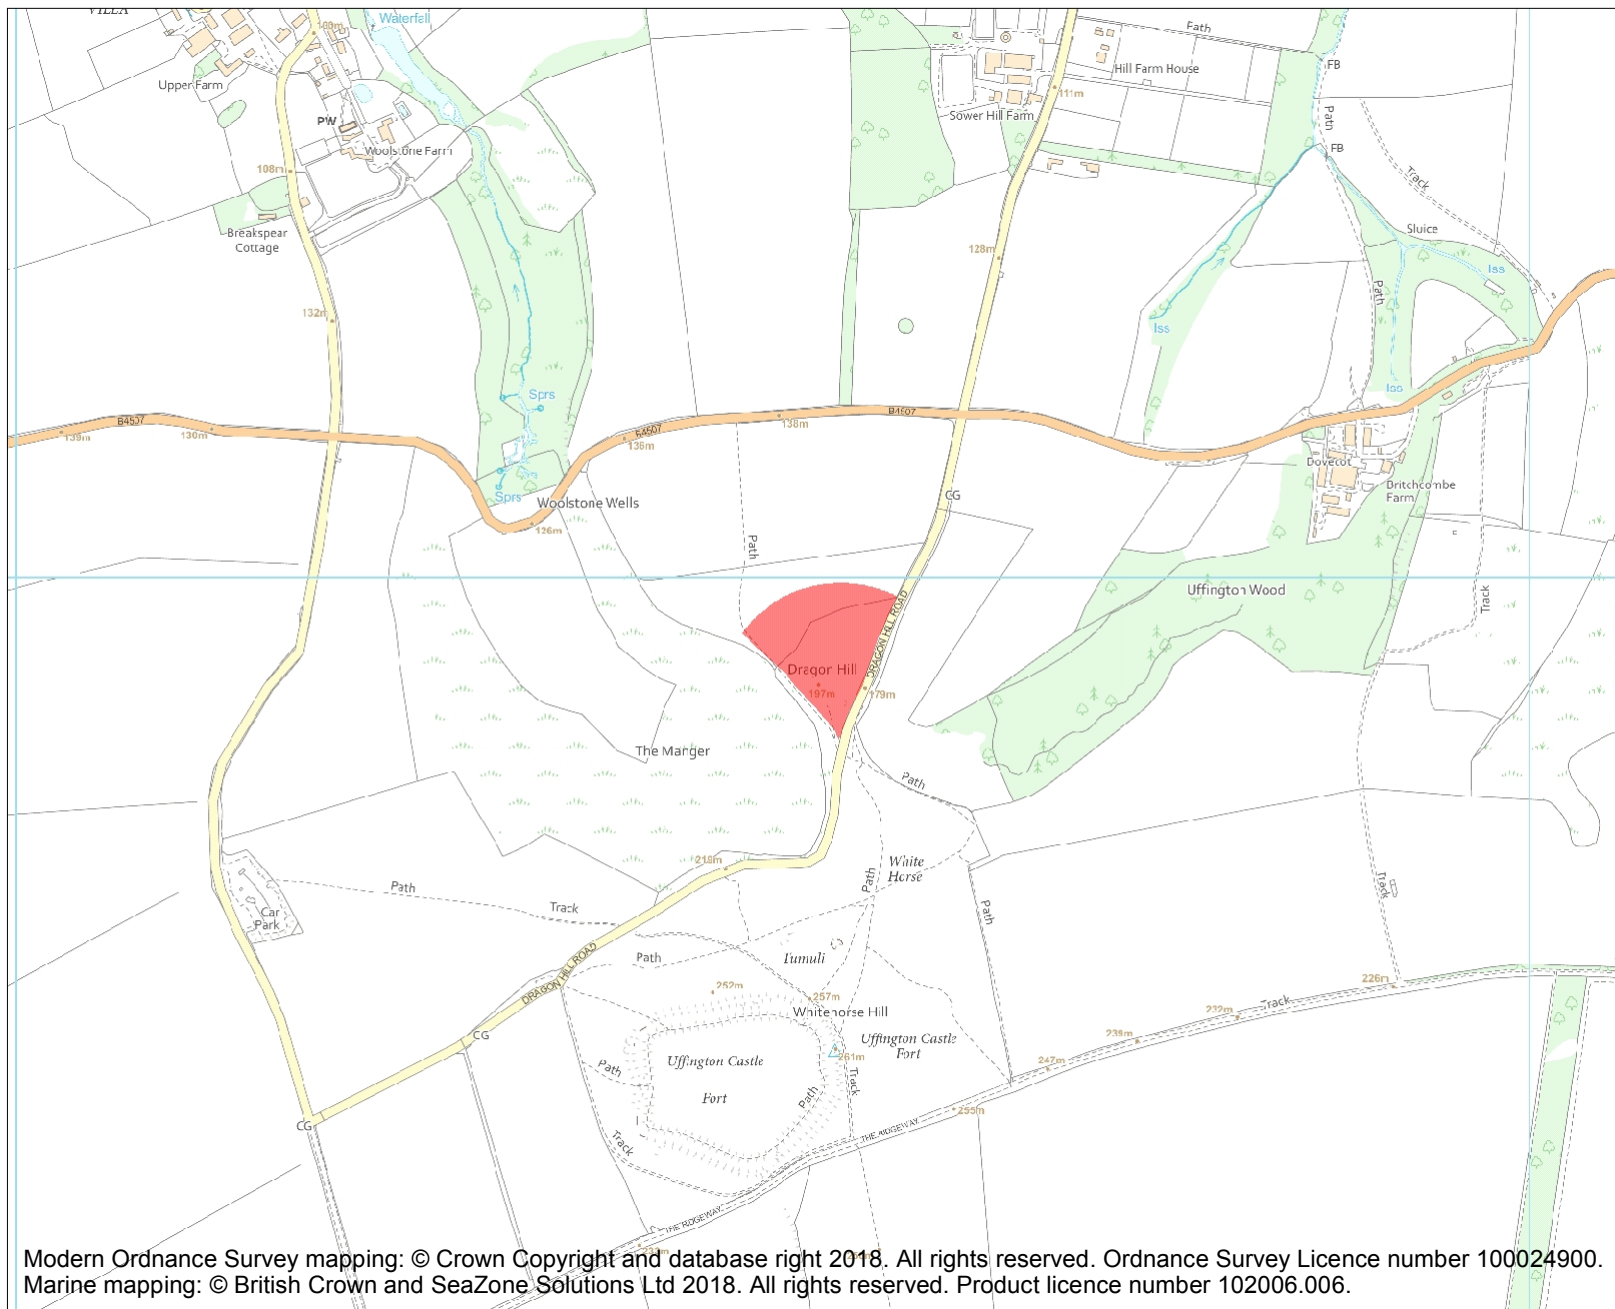 VILLA
Waterfall
Path
Upper Farm
Hill Farm House
FB
111m
PW
Sower Hill Farm
Path
Woolstone Farm
FB
108m
Track
Breakspear
Cottage
Sluice
128m
Iss
Path
132m
Iss
Iss
Sprs
B4507
B4507
B4507
138m
136m
139m
130m
Dovecot
Sprs
Woolstone Wells
CG
Britchcombe
Farm
126m
Path
Uffington Wood
Track
DRAGON HILL ROAD
Dragon Hill
197m
179m
The Manger
Path
218m
White
Horse
Path
Path
Track
Path
Track
Car
Park
Path
Tumuli
DRAGON HILL ROAD
226m
252m
257m
Track
232m
Whitehorse Hill
CG
Uffington Castle
Fort
239m
261m
Uffington Castle
247m
Path
Track
Fort
Path
255m
CG
THE RIDGEWAY
Track
THE RIDGEWAY
Modern Ordnance Survey mapping: © Crown Copyright and database right 2018. All rights reserved. Ordnance Survey Licence number 100024900.
Marine mapping: © British Crown and SeaZone Solutions Ltd 2018. All rights reserved. Product licence number 102006.006.